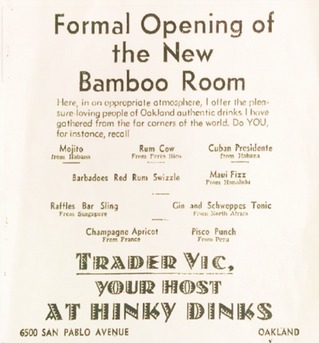 Formal Opening of
the New
Bamboo Room
Here, in an appropriate atmosphere, I offer the plea-
sure-loving people of Oakland authentic drinks I have
gathered from the far corners of the world. Do YOU,
for instance, recall
Mojito Rum Cow Cuban Presidente
from Habana From Porto Rico from Habana
Barbadoes Red Rum Swizzle Maui Fizz
From Honolulu
Raffles Bar Sling Gin and Schweppes Tonic
From Singapore From North Africa
Champagne Apricot Pisco Punch
From France From Peru
TRADER VIC,
YOUR HOST
AT HINKY DINKS
6500 SAN PABLO AVENUE OAKLAND